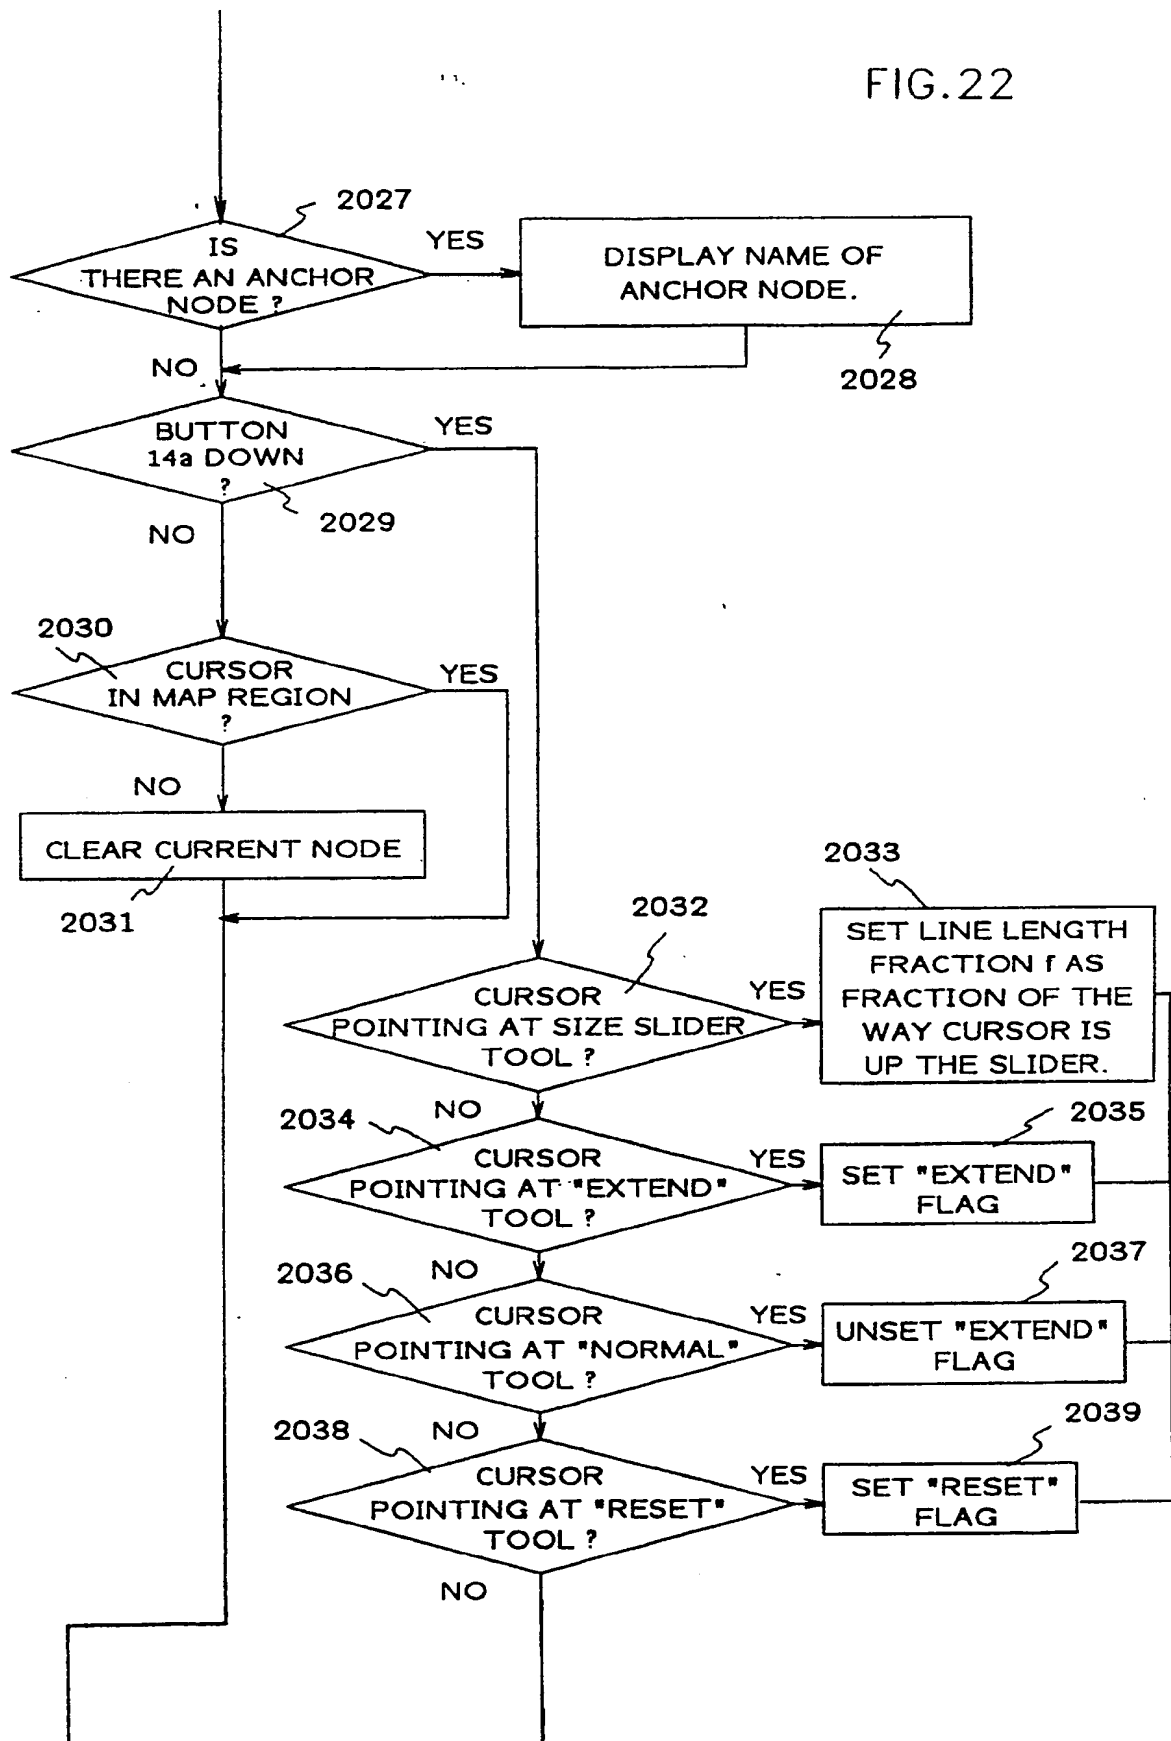 FIG.22
2027
IS
THERE AN ANCHOR
NODE ?
YES
DISPLAY NAME OF
ANCHOR NODE.
2028
NO
BUTTON
14a DOWN
?
YES
2029
NO
2030
CURSOR
IN MAP REGION
?
YES
NO
CLEAR CURRENT NODE
2031
2032
CURSOR
POINTING AT SIZE SLIDER
TOOL ?
YES
2033
SET LINE LENGTH
FRACTION f AS
FRACTION OF THE
WAY CURSOR IS
UP THE SLIDER.
NO
2034
CURSOR
POINTING AT "EXTEND"
TOOL ?
YES
2035
SET "EXTEND"
FLAG
NO
2036
CURSOR
POINTING AT "NORMAL"
TOOL ?
YES
2037
UNSET "EXTEND"
FLAG
NO
2038
CURSOR
POINTING AT "RESET"
TOOL ?
YES
2039
SET "RESET"
FLAG
NO